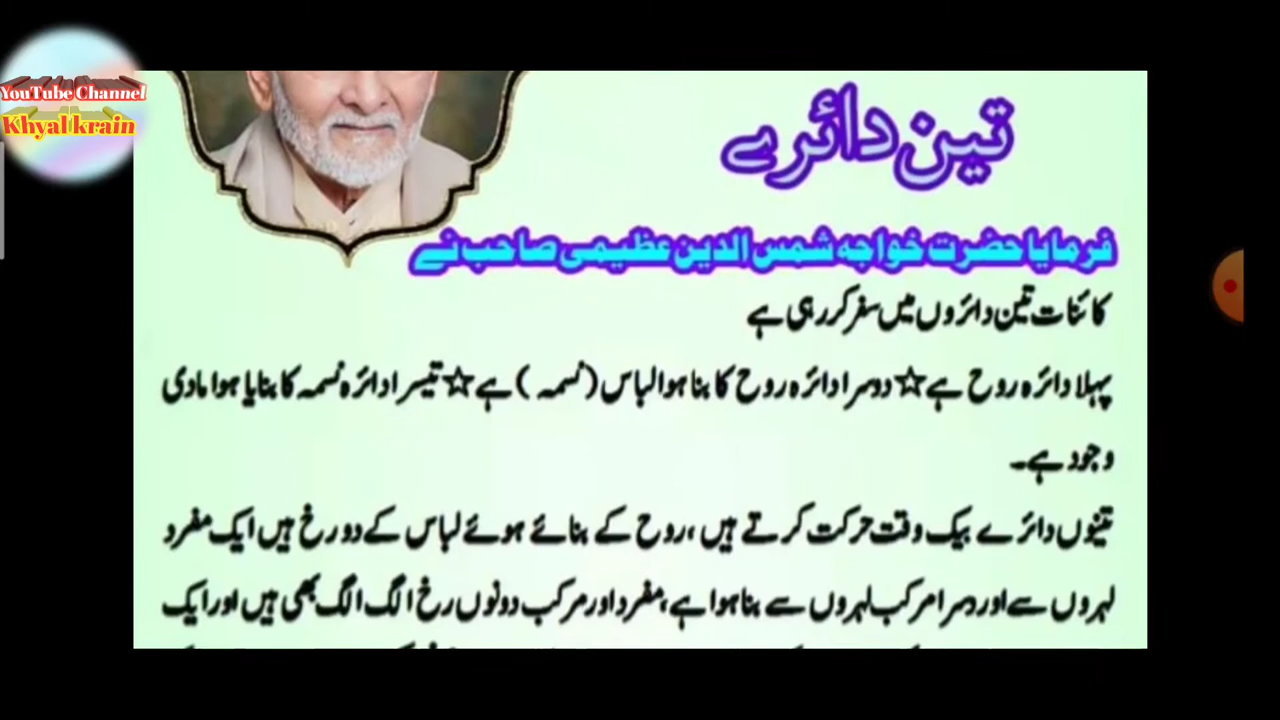 YouTube Channel
Khyal krain
تین دائرے
فرمایا حضرت خواجہ شمس الدین عظیمی صاحب نے
کائنات تین دائروں میں سفر کر رہی ہے
پہلا دائرہ روح ہے☆ دوسرا دائرہ روح کا بنا ہوا لباس (نسمہ) ہے☆ تیسرا دائرہ نسمہ کا بنایا ہوا مادی
وجود ہے۔
تینوں دائرے بیک وقت حرکت کرتے ہیں، روح کے بنائے ہوئے لباس کے دو رخ ہیں ایک مفرد
لہروں سے اور دسرا مرکب لہروں سے بنا ہوا ہے، مفرد اور مرکب دونوں رخ الگ الگ بھی ہیں اور ایک